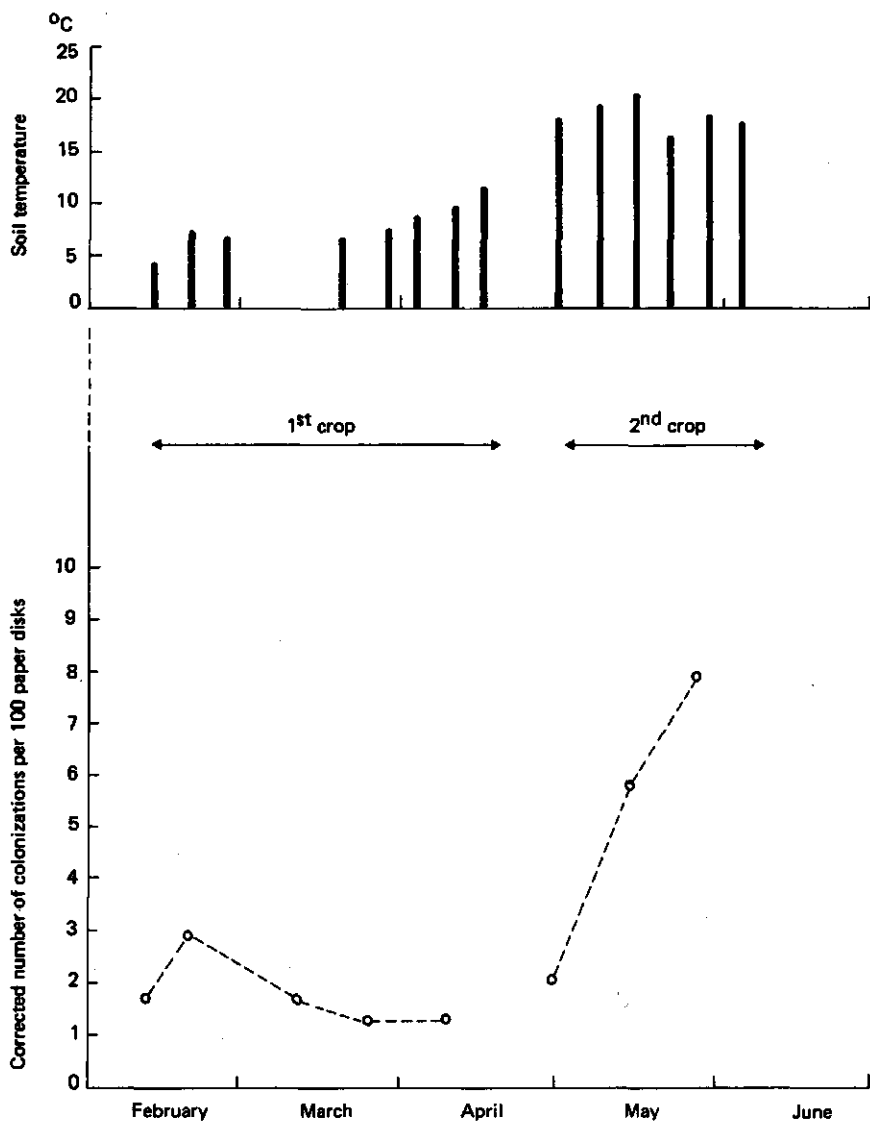 °C
25
20
15
10
5
0
Soil temperature
1st crop
2nd crop
10
9
8
7
6
5
4
3
2
1
0
Corrected number of colonizations per 100 paper disks
February March April May June